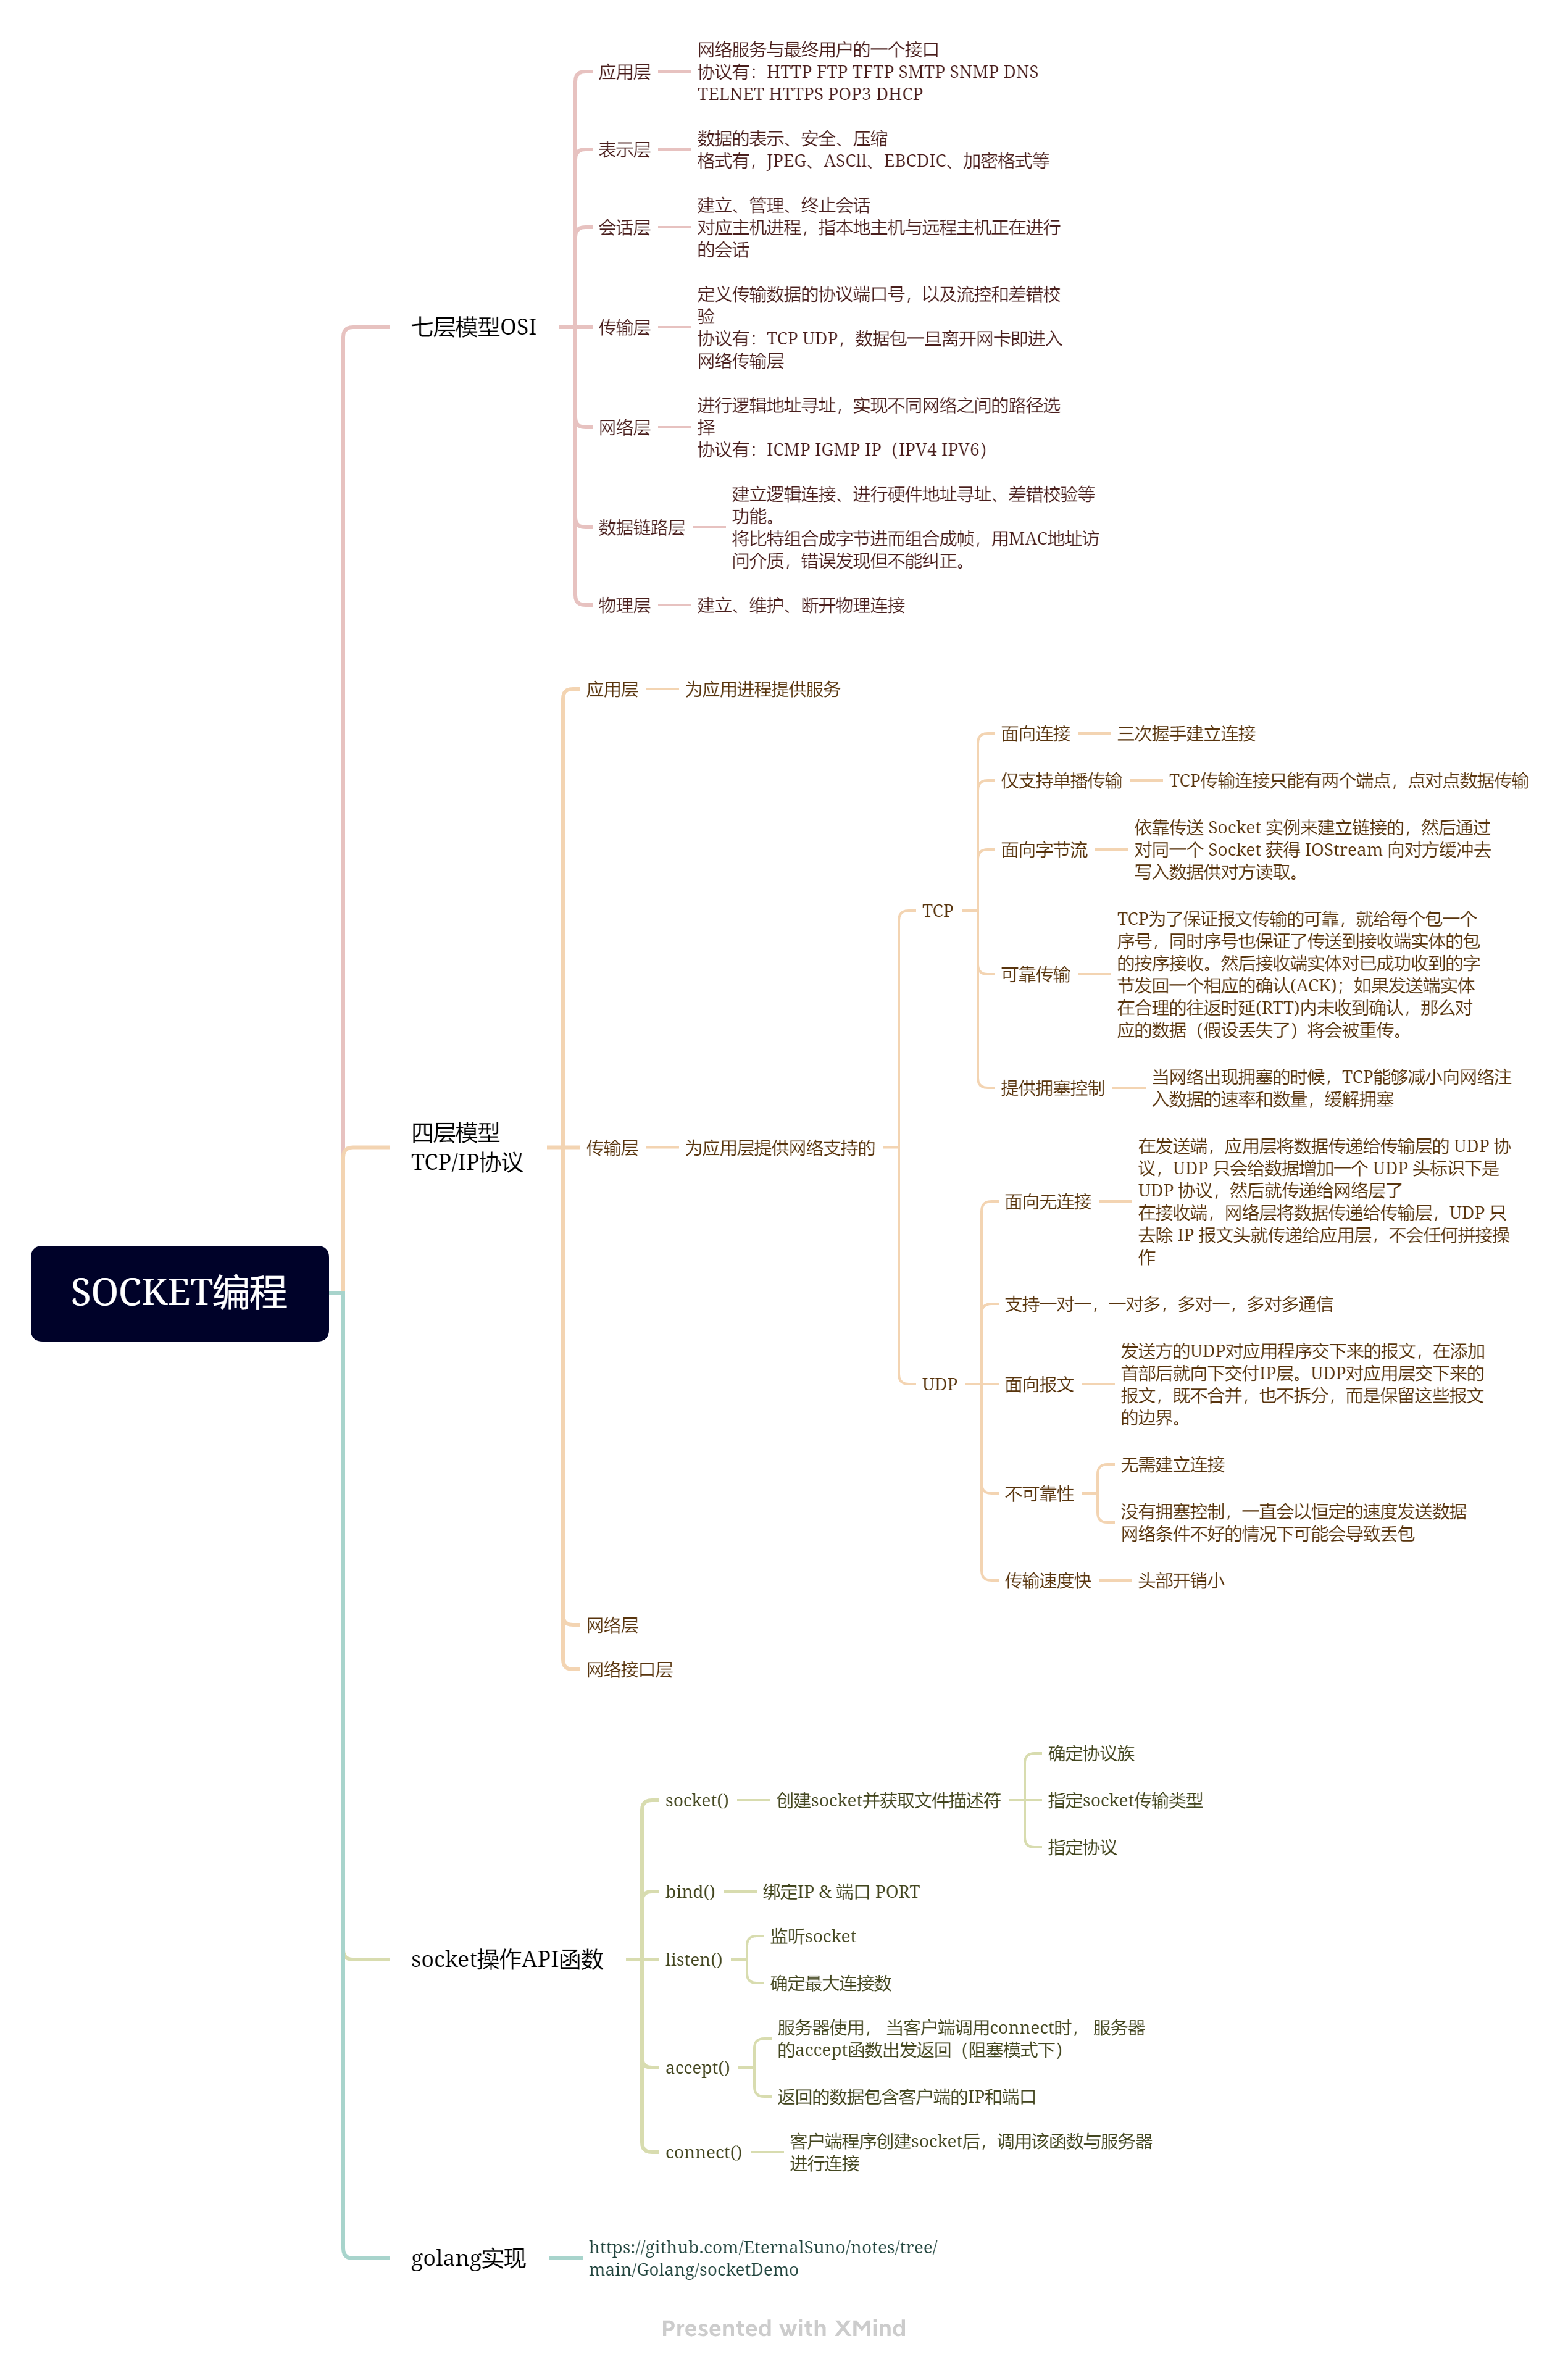 SOCKET编程
七层模型OSI
应用层
网络服务与最终用户的一个接口
协议有：HTTP FTP TFTP SMTP SNMP DNS
TELNET HTTPS POP3 DHCP
表示层
数据的表示、安全、压缩
格式有，JPEG、ASCll、EBCDIC、加密格式等
会话层
建立、管理、终止会话
对应主机进程，指本地主机与远程主机正在进行
的会话
传输层
定义传输数据的协议端口号，以及流控和差错校
验
协议有：TCP UDP，数据包一旦离开网卡即进入
网络传输层
网络层
进行逻辑地址寻址，实现不同网络之间的路径选
择
协议有：ICMP IGMP IP（IPV4 IPV6）
数据链路层
建立逻辑连接、进行硬件地址寻址、差错校验等
功能。
将比特组合成字节进而组合成帧，用MAC地址访
问介质，错误发现但不能纠正。
物理层
建立、维护、断开物理连接
四层模型
TCP/IP协议
应用层
为应用进程提供服务
传输层
为应用层提供网络支持的
TCP
面向连接
三次握手建立连接
仅支持单播传输
TCP传输连接只能有两个端点，点对点数据传输
面向字节流
依靠传送 Socket 实例来建立链接的，然后通过
对同一个 Socket 获得 IOStream 向对方缓冲去
写入数据供对方读取。
可靠传输
TCP为了保证报文传输的可靠，就给每个包一个
序号，同时序号也保证了传送到接收端实体的包
的按序接收。然后接收端实体对已成功收到的字
节发回一个相应的确认(ACK)；如果发送端实体
在合理的往返时延(RTT)内未收到确认，那么对
应的数据（假设丢失了）将会被重传。
提供拥塞控制
当网络出现拥塞的时候，TCP能够减小向网络注
入数据的速率和数量，缓解拥塞
UDP
面向无连接
在发送端，应用层将数据传递给传输层的 UDP 协
议，UDP 只会给数据增加一个 UDP 头标识下是
UDP 协议，然后就传递给网络层了
在接收端，网络层将数据传递给传输层，UDP 只
去除 IP 报文头就传递给应用层，不会任何拼接操
作
支持一对一，一对多，多对一，多对多通信
面向报文
发送方的UDP对应用程序交下来的报文，在添加
首部后就向下交付IP层。UDP对应用层交下来的
报文，既不合并，也不拆分，而是保留这些报文
的边界。
不可靠性
无需建立连接
没有拥塞控制，一直会以恒定的速度发送数据
网络条件不好的情况下可能会导致丢包
传输速度快
头部开销小
网络层
网络接口层
socket操作API函数
socket()
创建socket并获取文件描述符
确定协议族
指定socket传输类型
指定协议
bind()
绑定IP & 端口 PORT
listen()
监听socket
确定最大连接数
accept()
服务器使用， 当客户端调用connect时， 服务器
的accept函数出发返回（阻塞模式下）
返回的数据包含客户端的IP和端口
connect()
客户端程序创建socket后，调用该函数与服务器
进行连接
golang实现
https://github.com/EternalSuno/notes/tree/
main/Golang/socketDemo
Presented with XMind